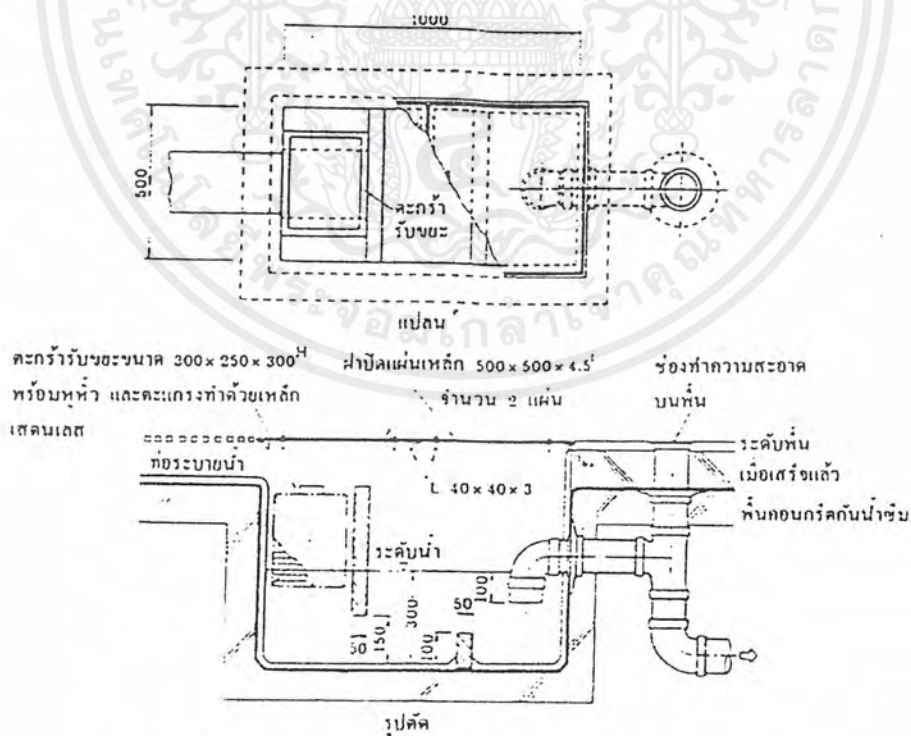 1000
500
ตะกร้า
รับขยะ
แปลน
ตะกร้ารับขยะขนาด 300 x 250 x 300
พร้อมหูหิ้ว และตะแกรงทำด้วยเหล็ก
เสตนเลส
ฝาปิดแผ่นเหล็ก 500 x 500 x 4.5
จำนวน 2 แผ่น
ช่องทำความสะอาด
บนพื้น
ท่อระบายน้ำ
L 40 x 40 x 3
ระดับพื้น
เมื่อเสร็จแล้ว
พื้นคอนกรีตกันน้ำซึม
ระดับน้ำ
50
150
300
100
50
100
รูปตัด